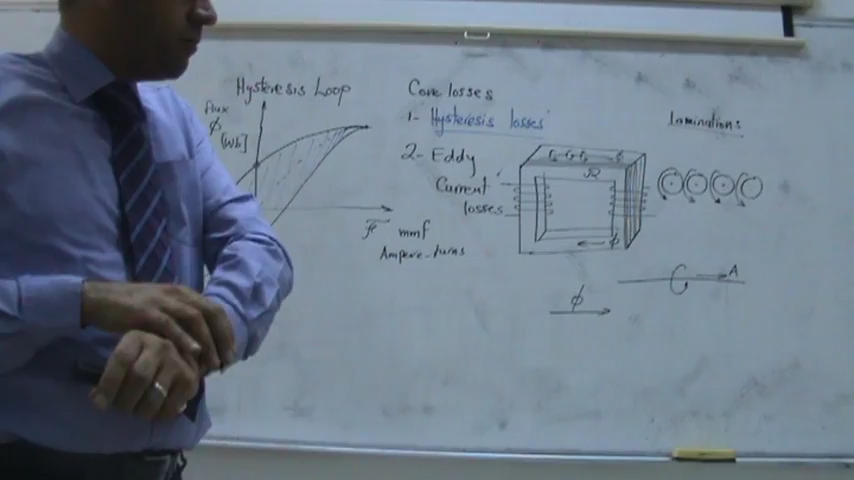 Hysteresis Loop
flux
φ
[Wb]
F mmf
Ampere-turns
Core losses
1- Hysteresis losses
2- Eddy
Current
losses
φ
Laminations
A
φ